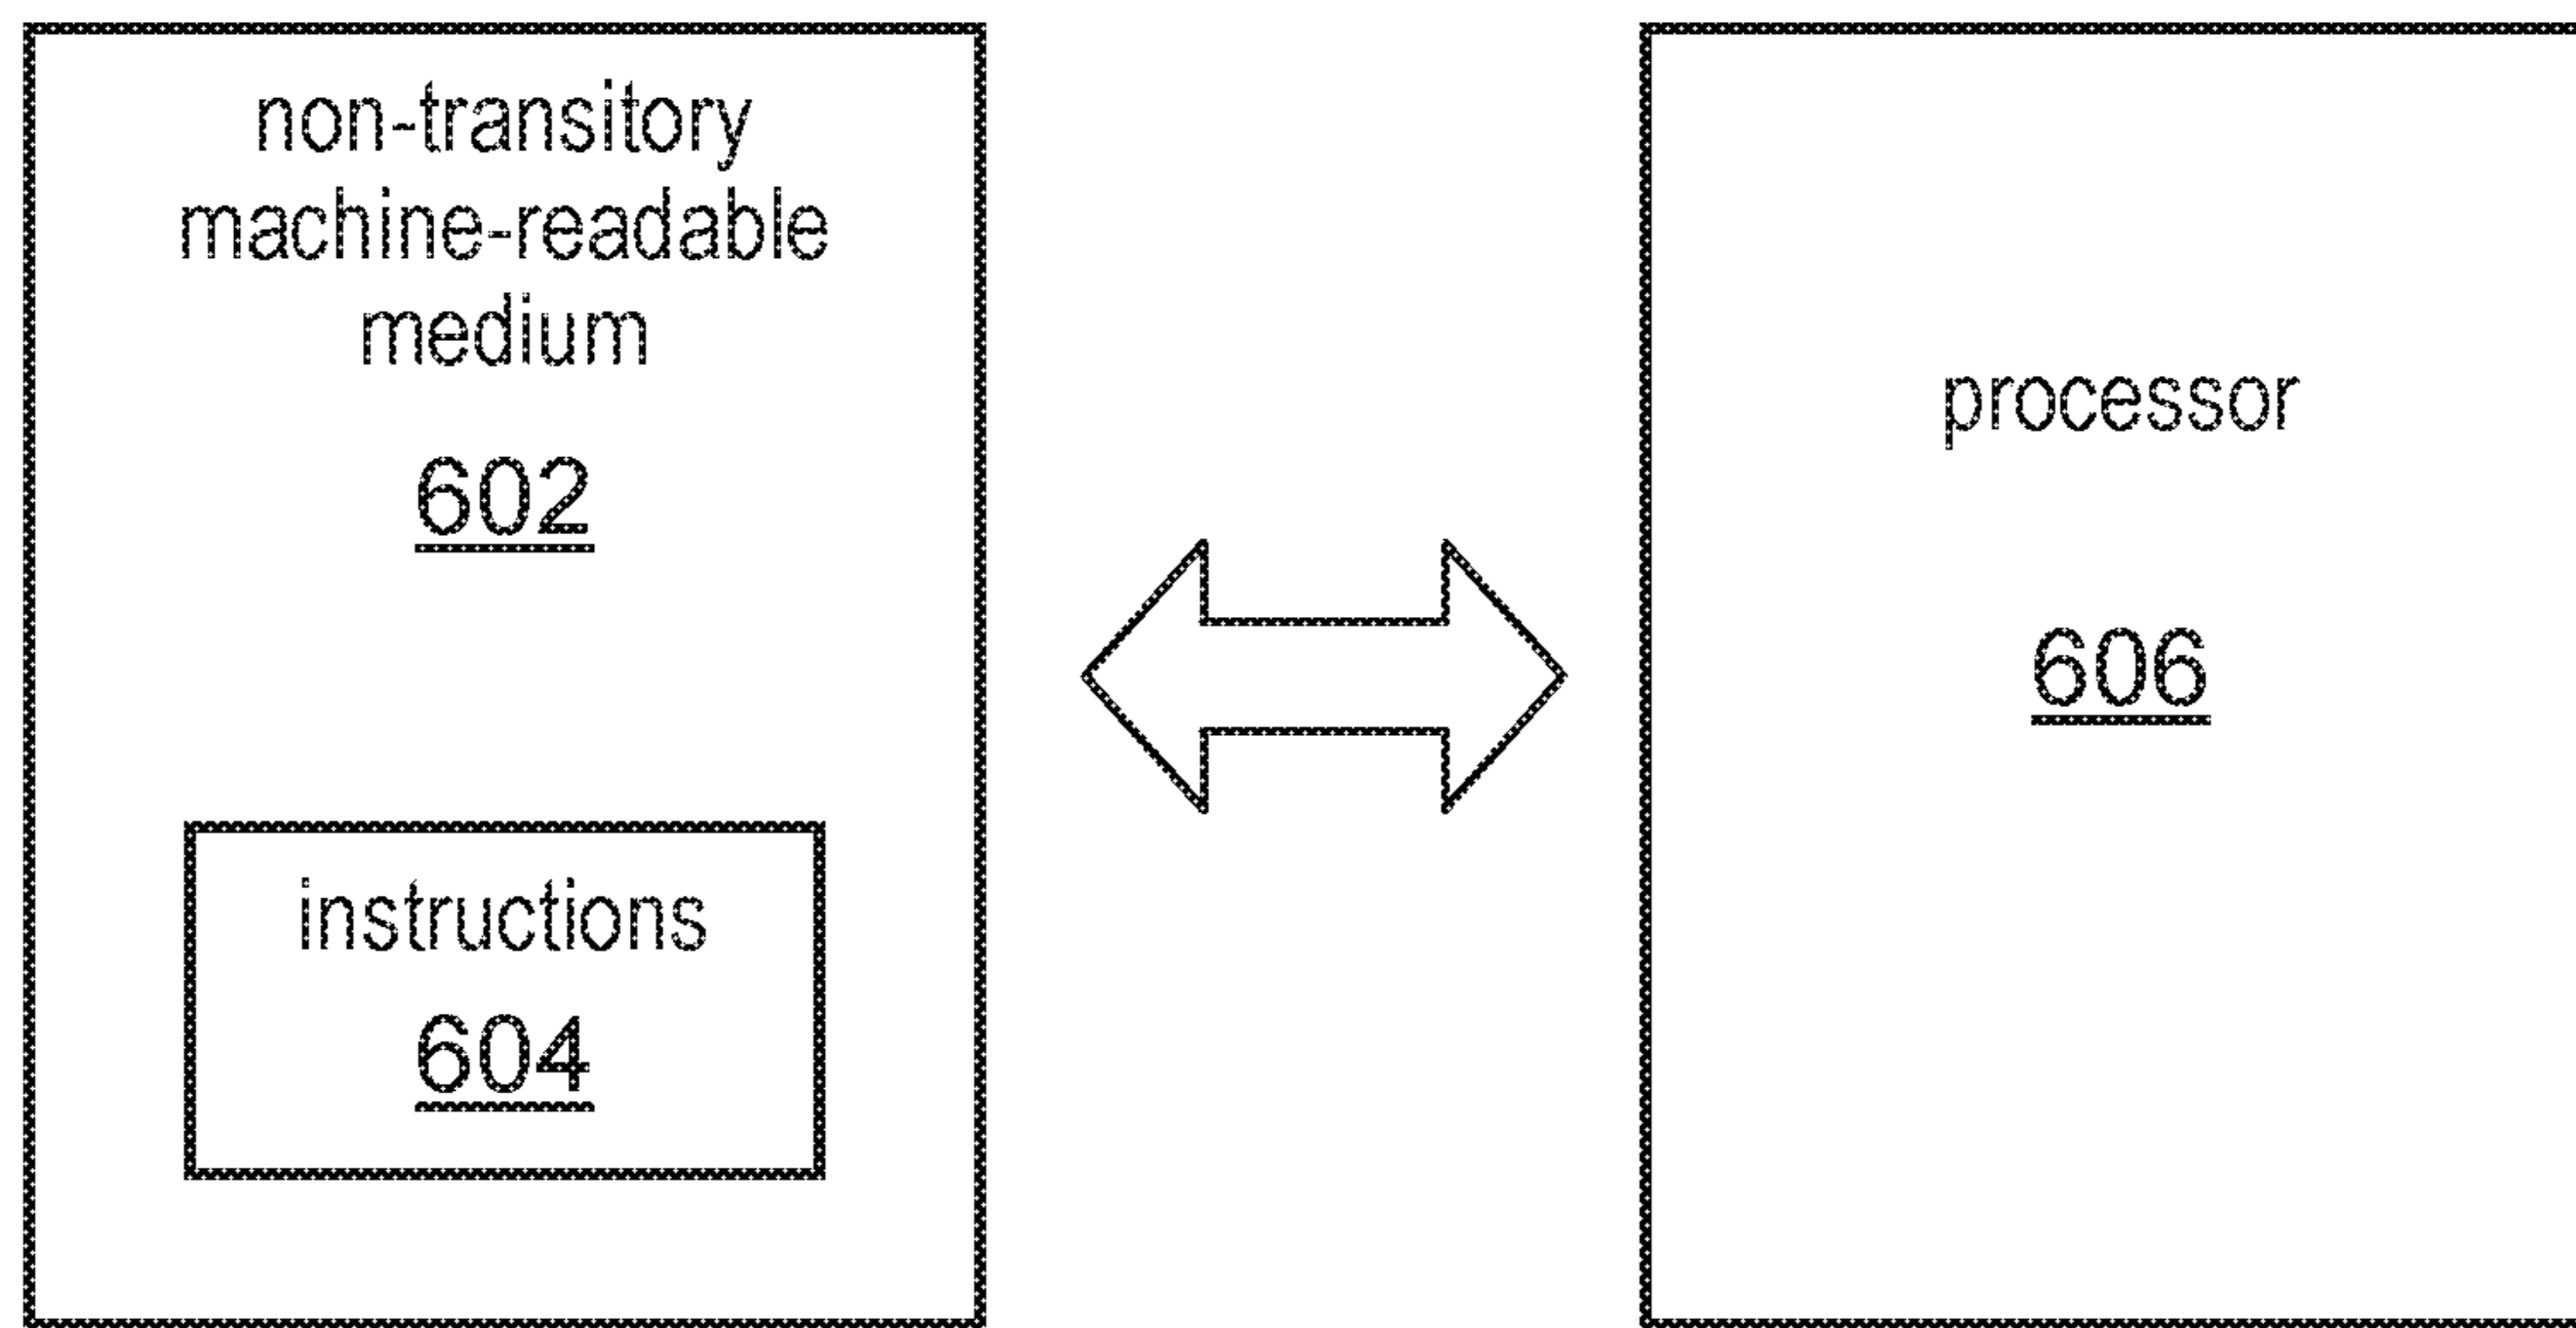 non-transitory
machine-readable
medium
602
instructions
604
processor
606